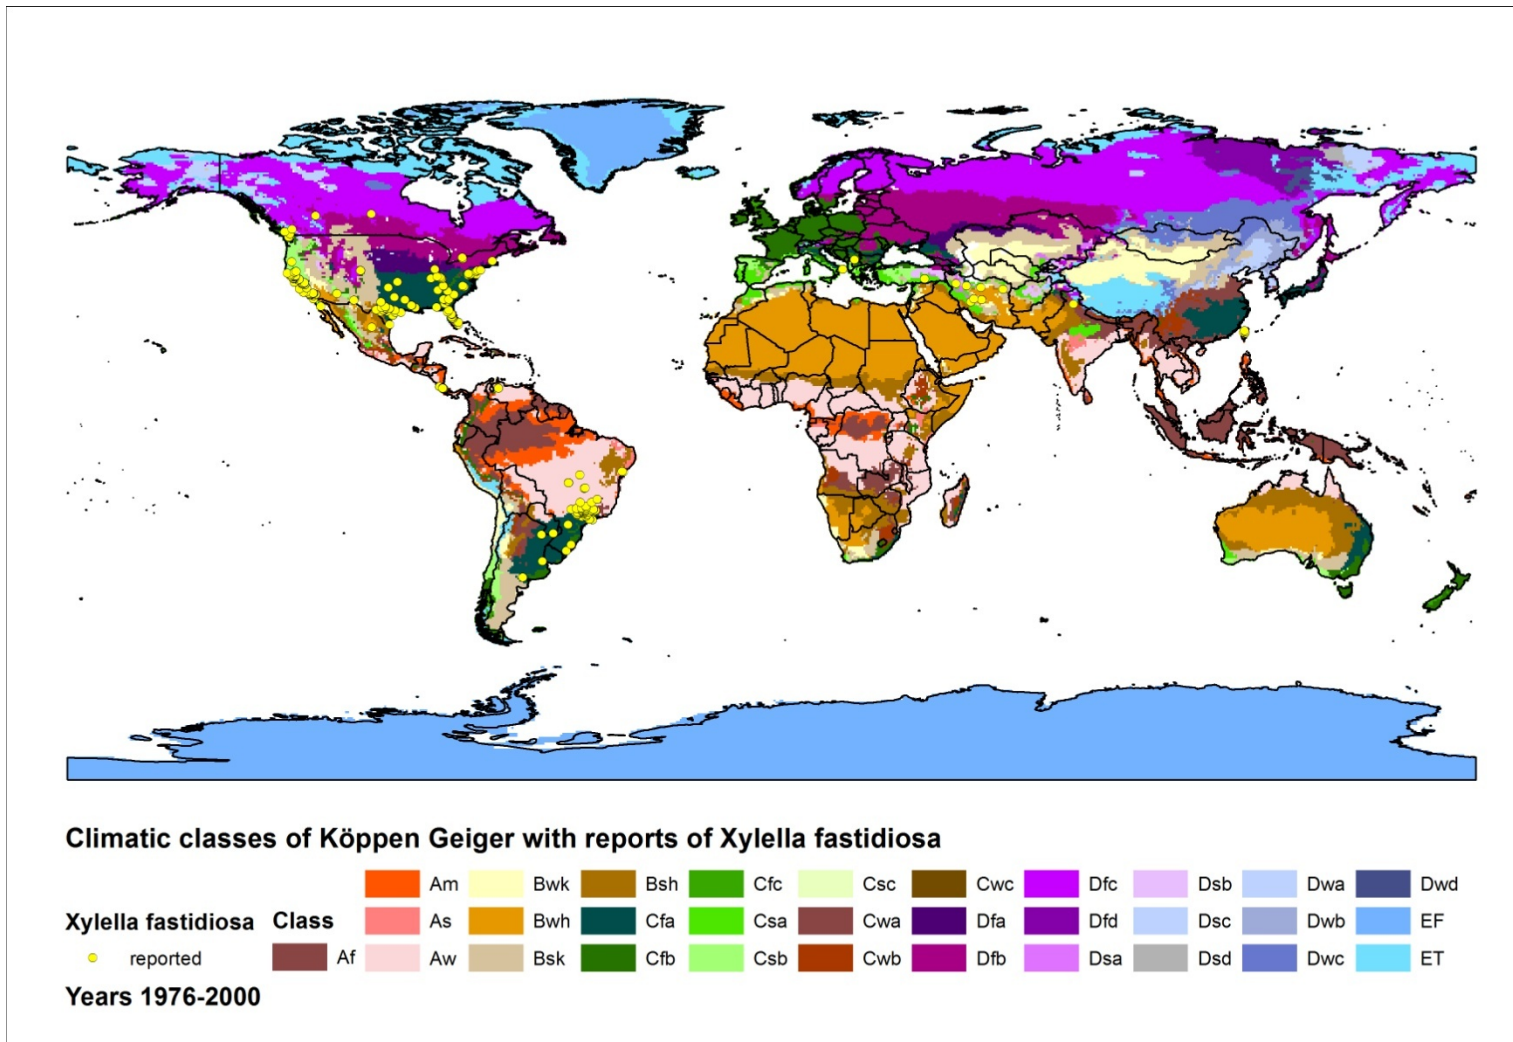 Climatic classes of Köppen Geiger with reports of Xylella fastidiosa
Am Bwk Bsh Cfc Csc Cwc Dfc Dsb Dwa Dwd
Xylella fastidiosa Class As Bwh Cfa Csa Cwa Dfa Dfd Dsc Dwb EF
reported Af Aw Bsk Cfb Csb Cwb Dfb Dsa Dsd Dwc ET
Years 1976-2000